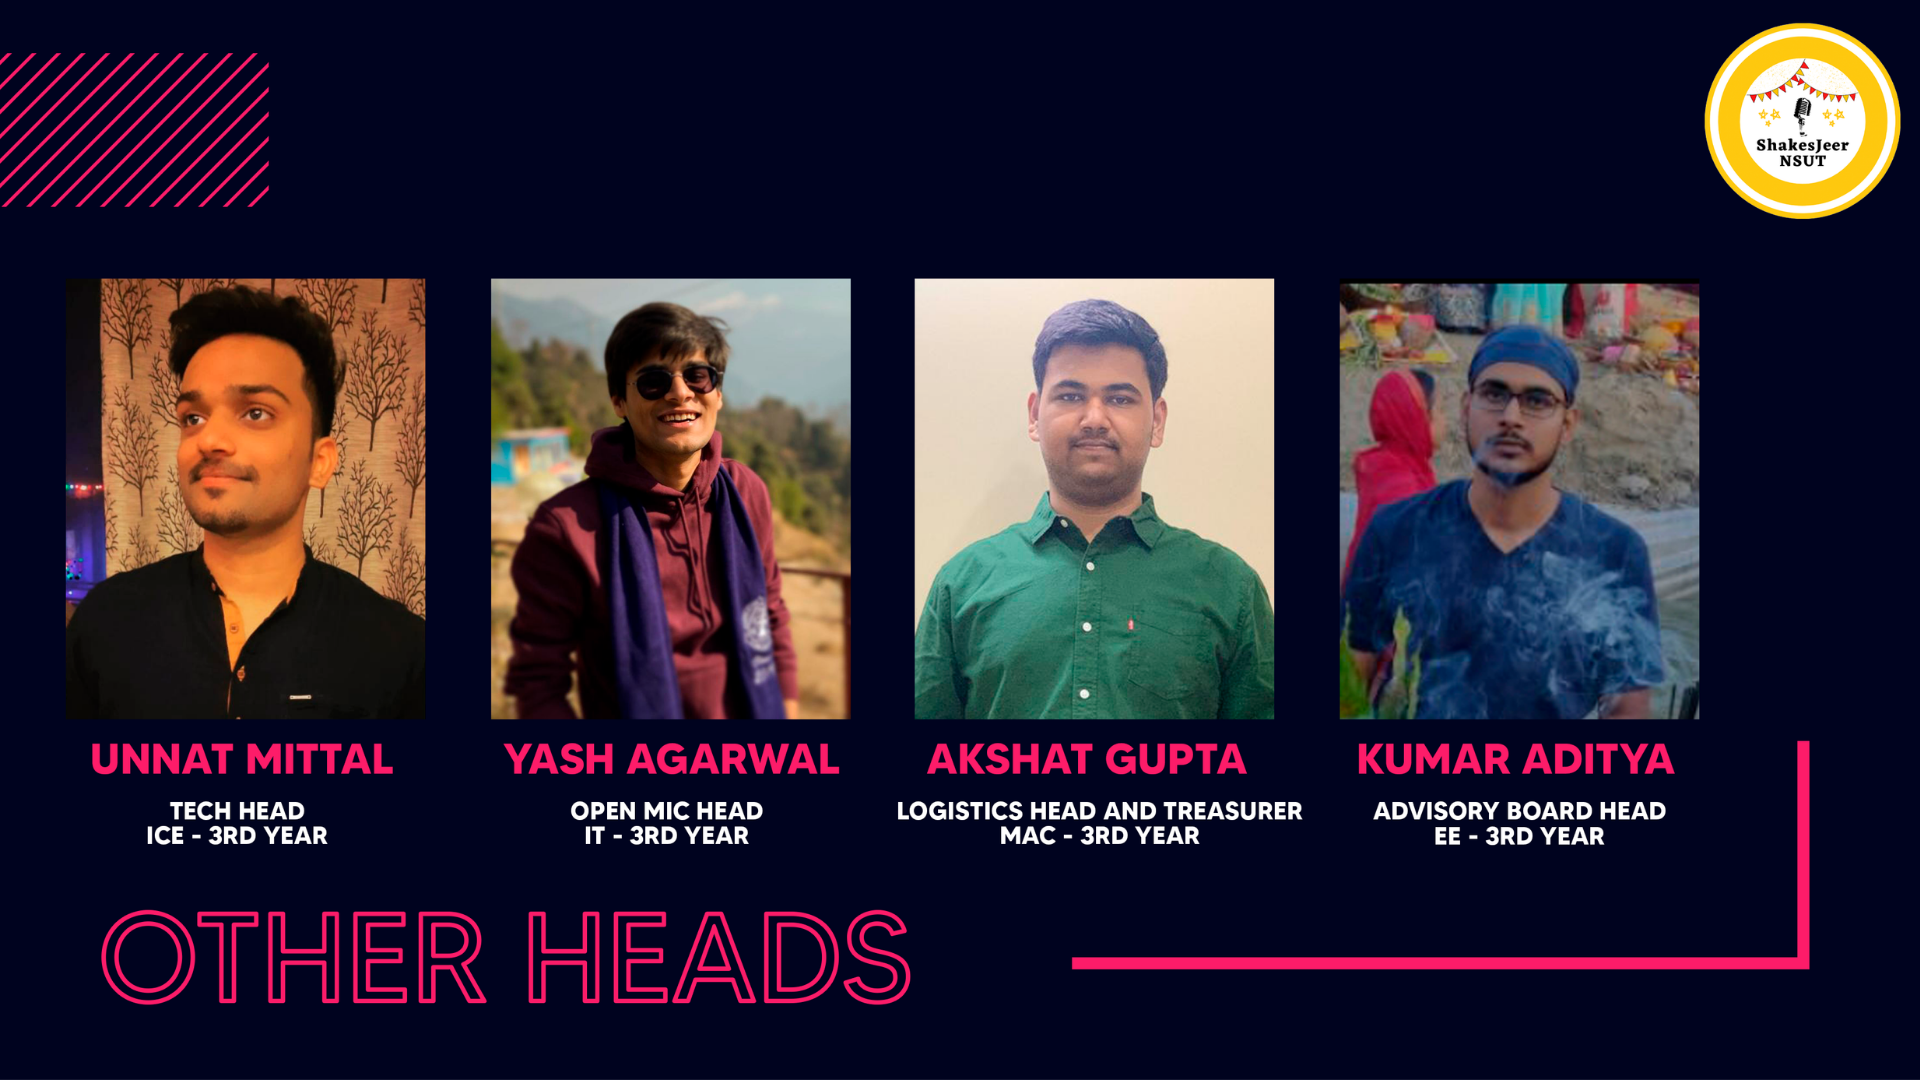 ShakesJeer
NSUT
UNNAT MITTAL
TECH HEAD
ICE - 3RD YEAR
YASH AGARWAL
OPEN MIC HEAD
IT - 3RD YEAR
AKSHAT GUPTA
LOGISTICS HEAD AND TREASURER
MAC - 3RD YEAR
KUMAR ADITYA
ADVISORY BOARD HEAD
EE - 3RD YEAR
OTHER HEADS